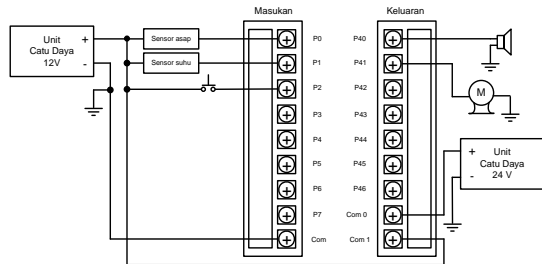 Masukan
Keluaran
Unit
Catu Daya
12V
+
-
Sensor asap
Sensor suhu
P0
P1
P2
P3
P4
P5
P6
P7
Com
P40
P41
P42
P43
P44
P45
P46
Com 0
Com 1
M
+
-
Unit
Catu Daya
24 V